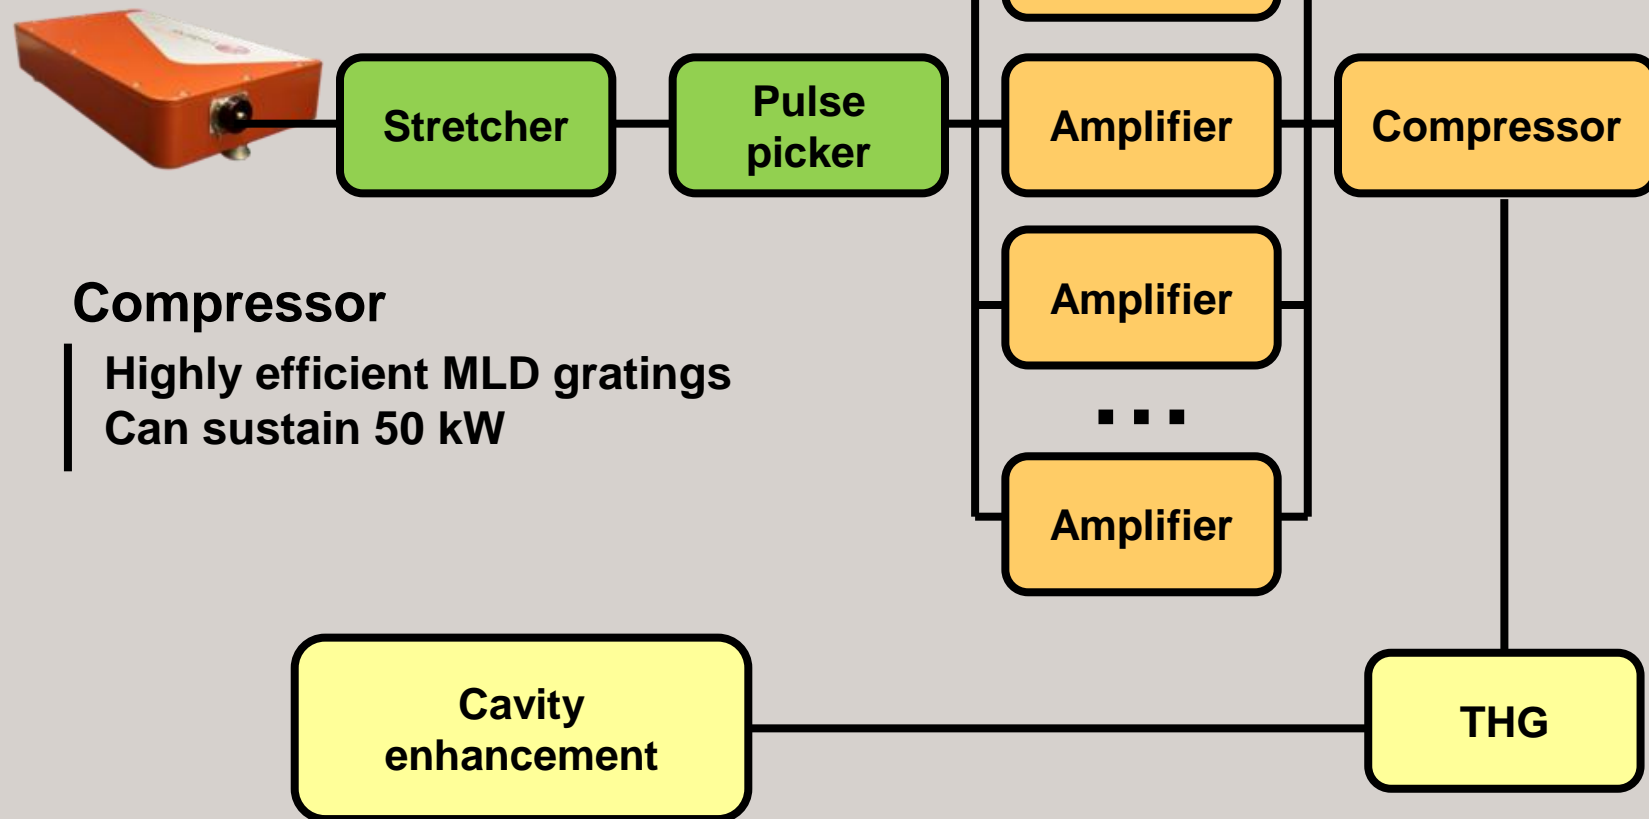 Stretcher
Pulse
picker
Amplifier
Compressor
Amplifier
Compressor
Highly efficient MLD gratings
Can sustain 50 kW
...
Amplifier
Cavity
enhancement
THG